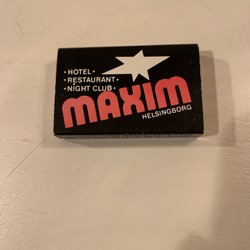 • HOTEL •
• RESTAURANT •
• NIGHT CLUB •
MAXIM
HELSINGBORG